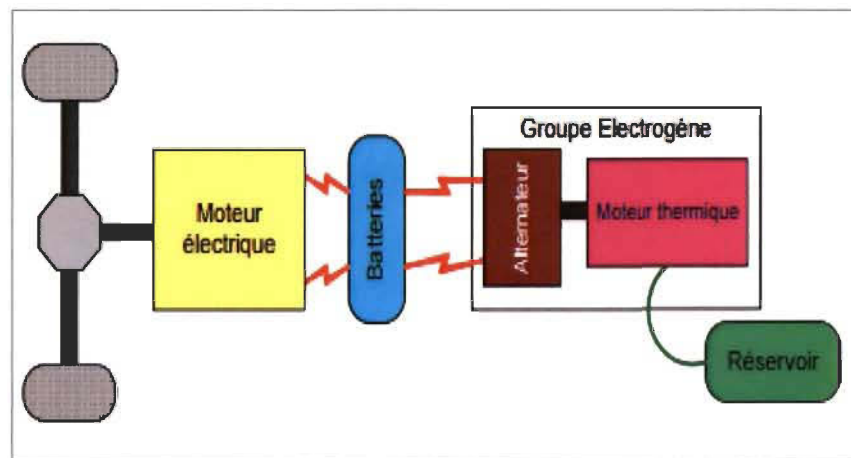 Groupe Electrogène
Moteur
électrique
Batteries
Alternateur
Moteur thermique
Réservoir